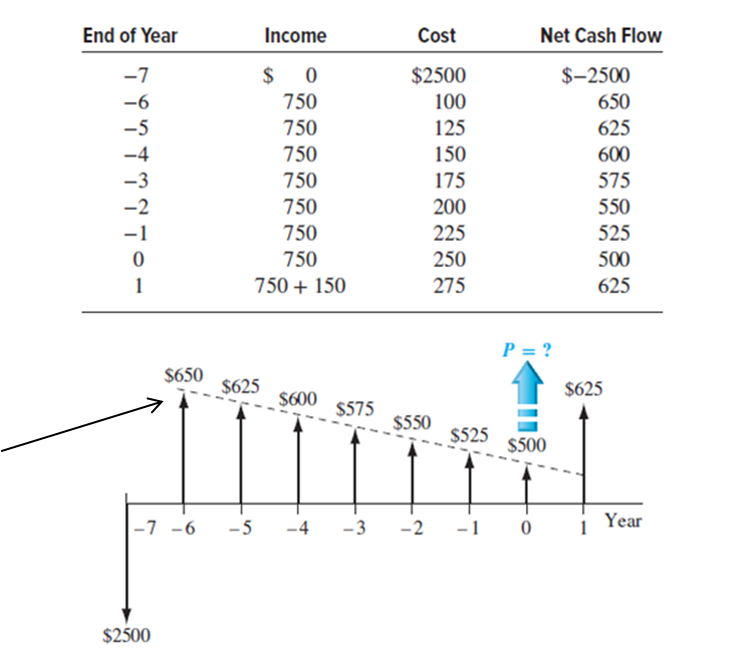 End of Year Income Cost Net Cash Flow
−7 $ 0 $2500 $−2500
−6 750 100 650
−5 750 125 625
−4 750 150 600
−3 750 175 575
−2 750 200 550
−1 750 225 525
0 750 250 500
1 750 + 150 275 625
P = ?
$650 $625 $600 $575 $550 $525 $500 $625
−7 −6 −5 −4 −3 −2 −1 0 1 Year
$2500